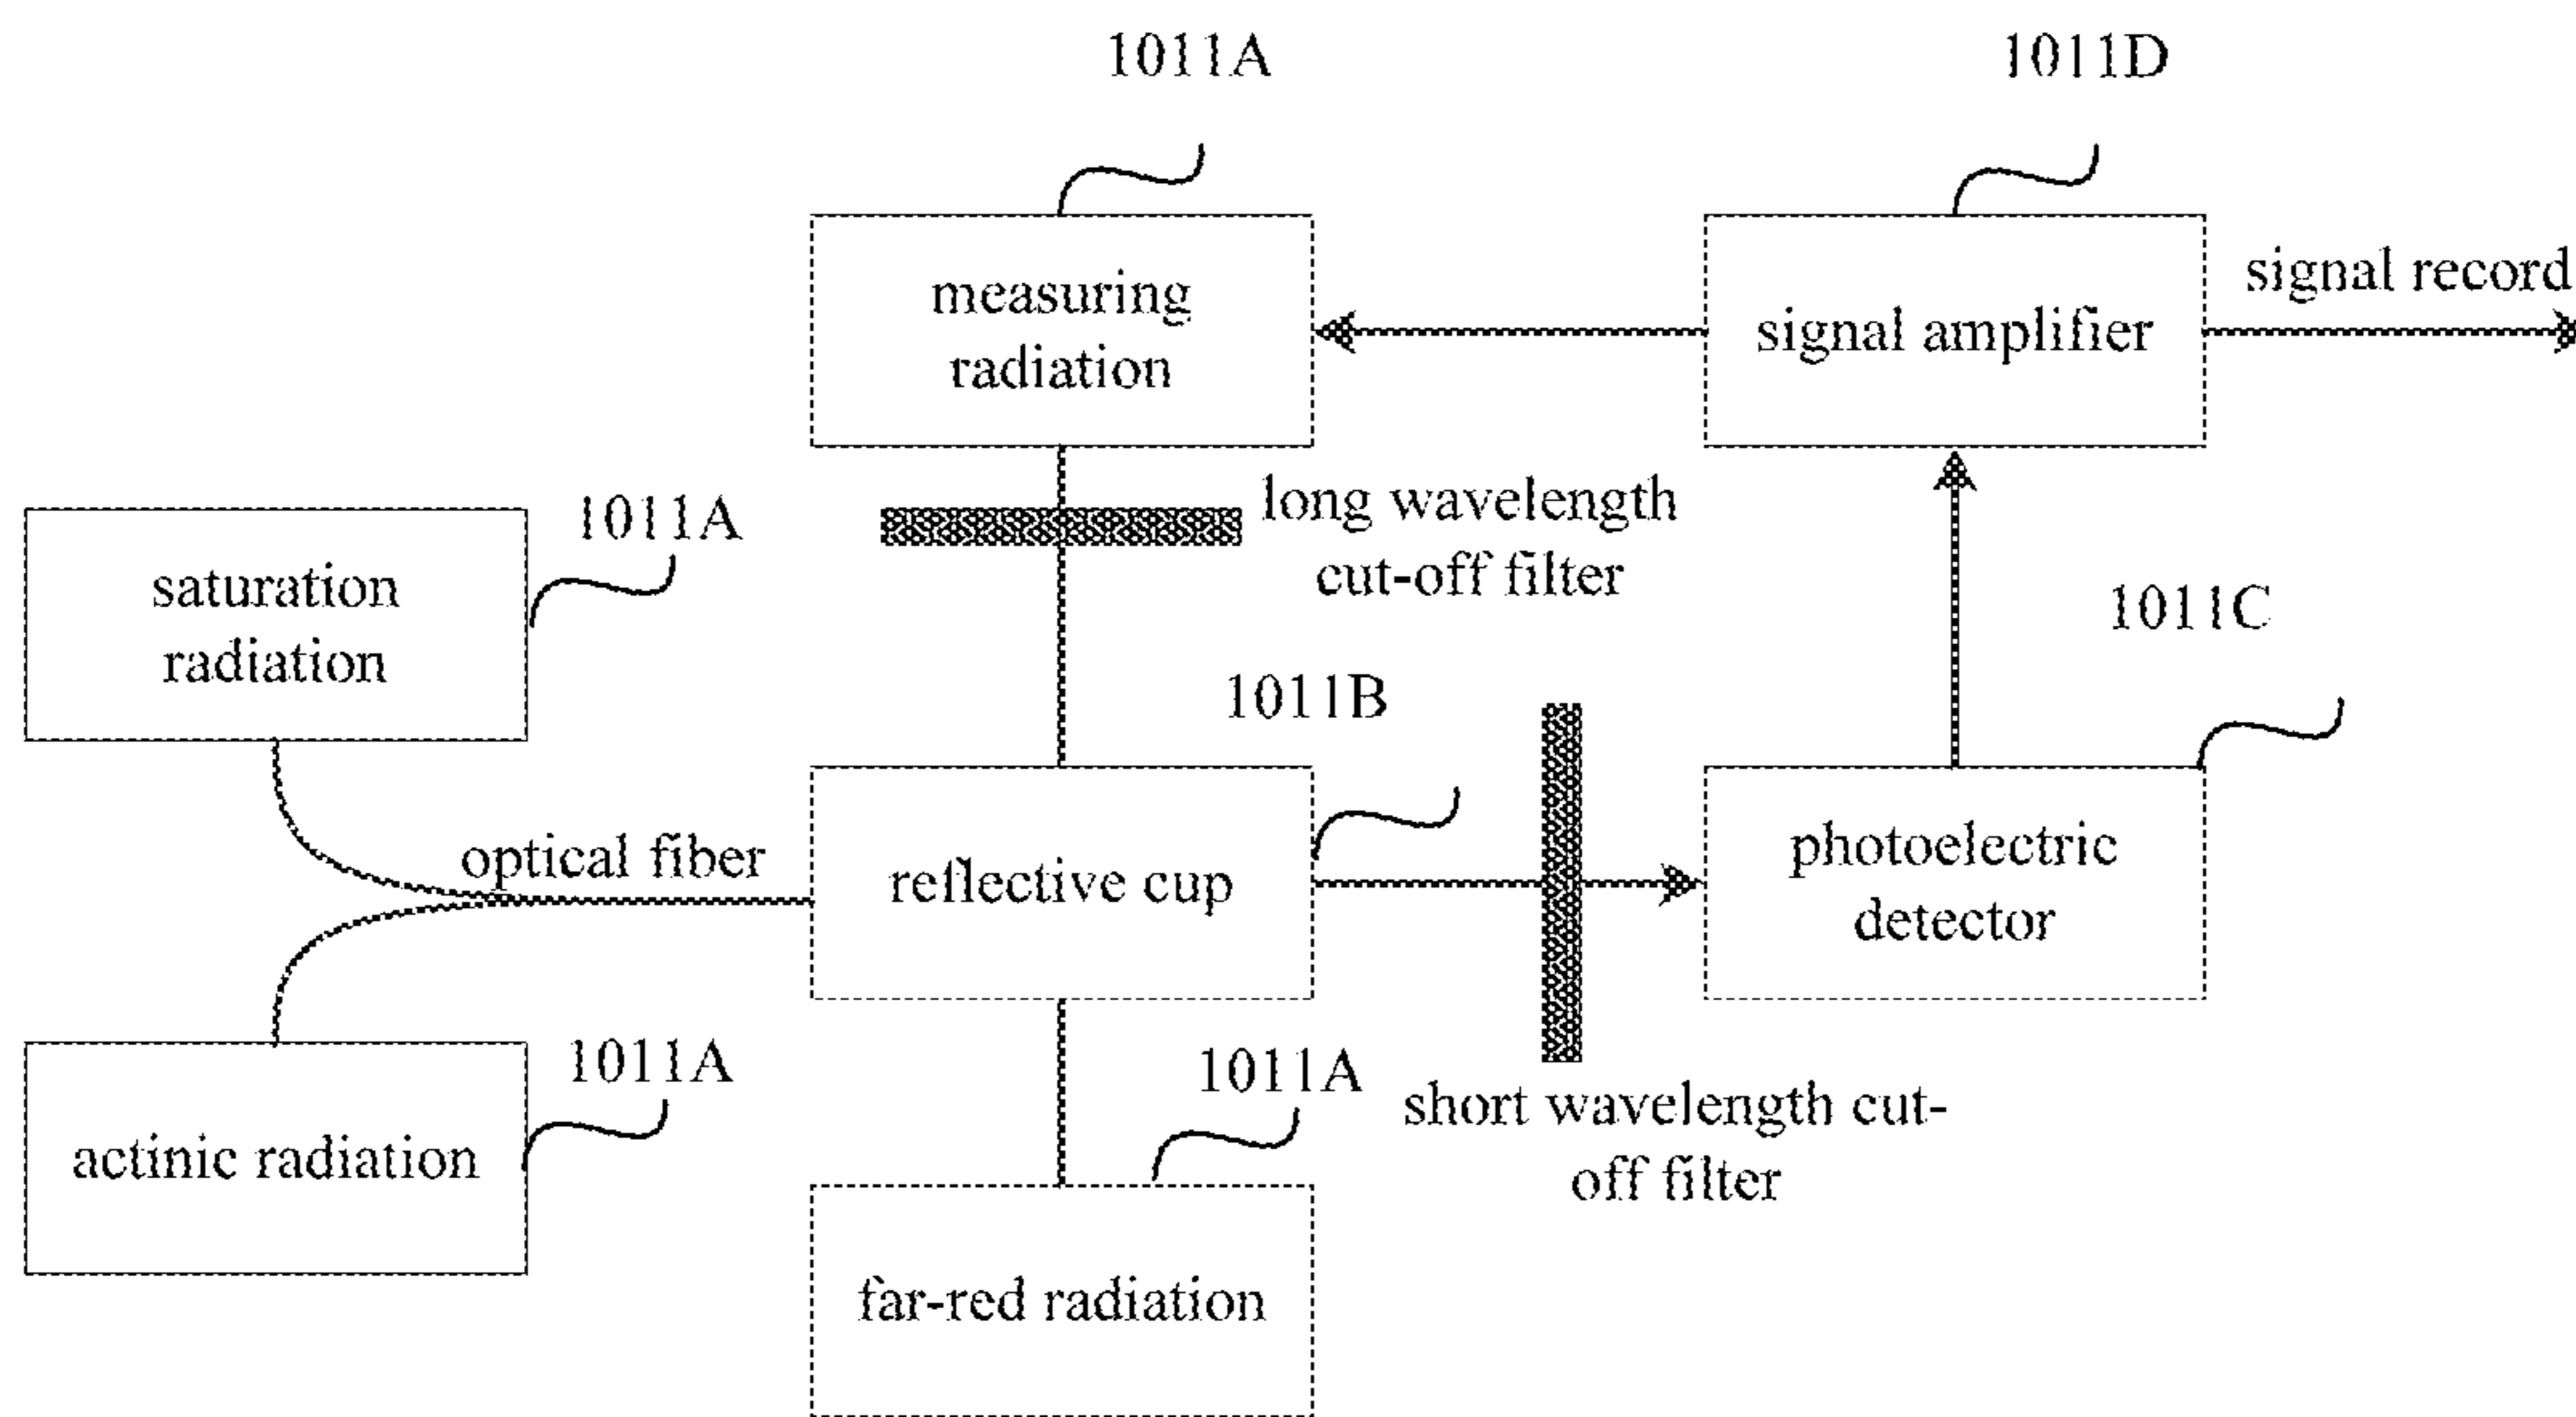 1011A
1011D
measuring
radiation
signal amplifier
signal record
saturation
radiation
1011A
long wavelength
cut-off filter
1011C
1011B
optical fiber
reflective cup
photoelectric
detector
actinic radiation
1011A
1011A
short wavelength cut-
off filter
far-red radiation